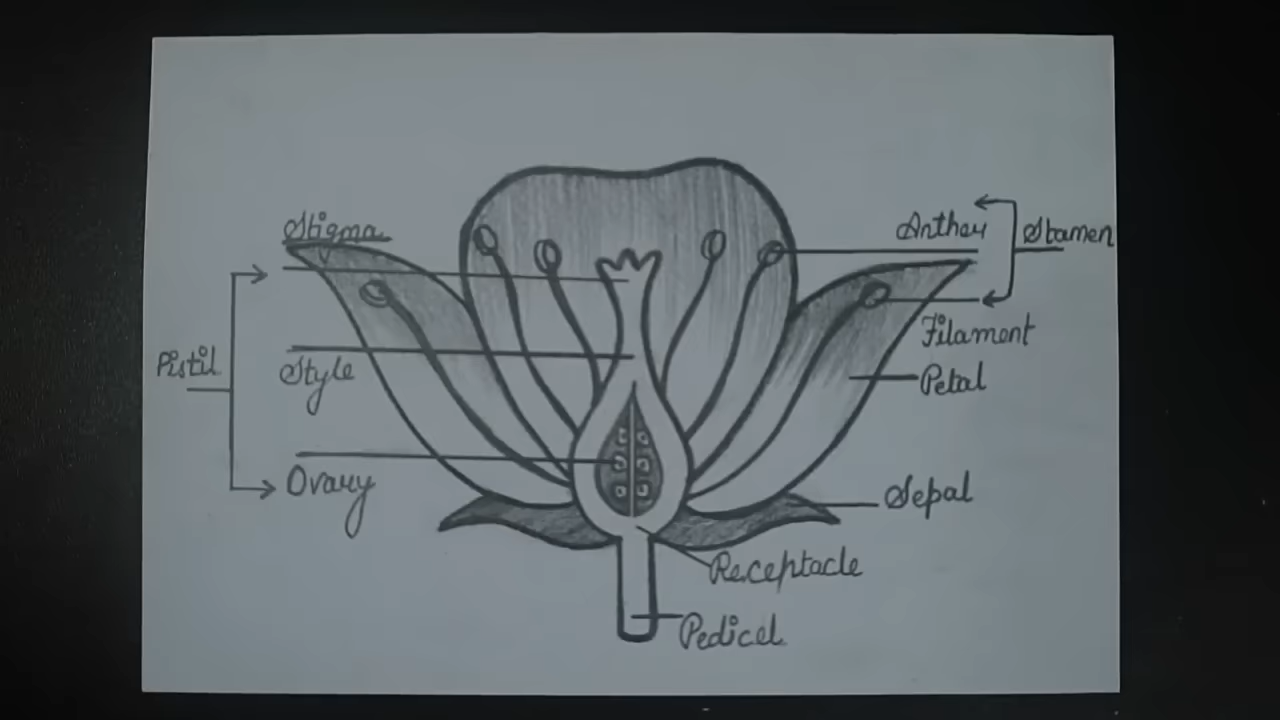 Stigma
Anther
Stamen
Filament
Pistil
Style
Petal
Ovary
Sepal
Receptacle
Pedicel